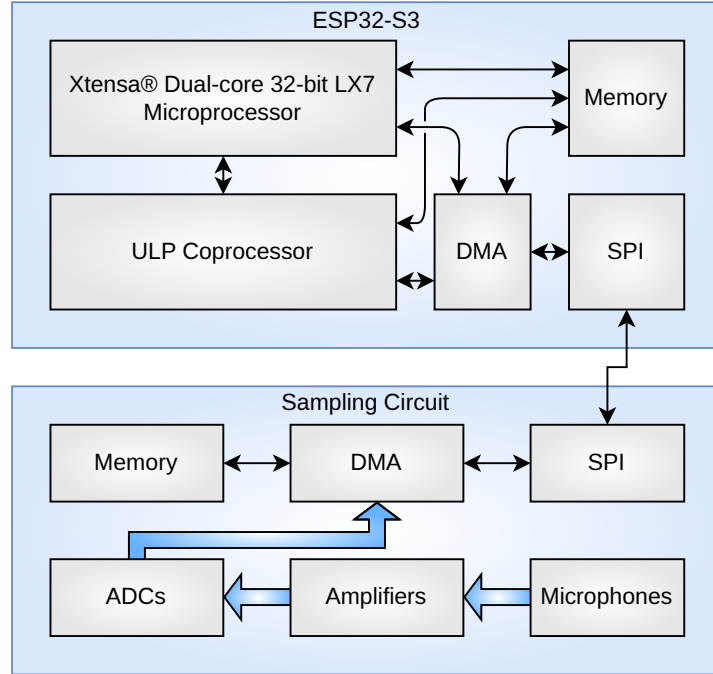 ESP32-S3
Xtensa® Dual-core 32-bit LX7
Microprocessor
Memory
ULP Coprocessor
DMA
SPI
Sampling Circuit
Memory
DMA
SPI
ADCs
Amplifiers
Microphones